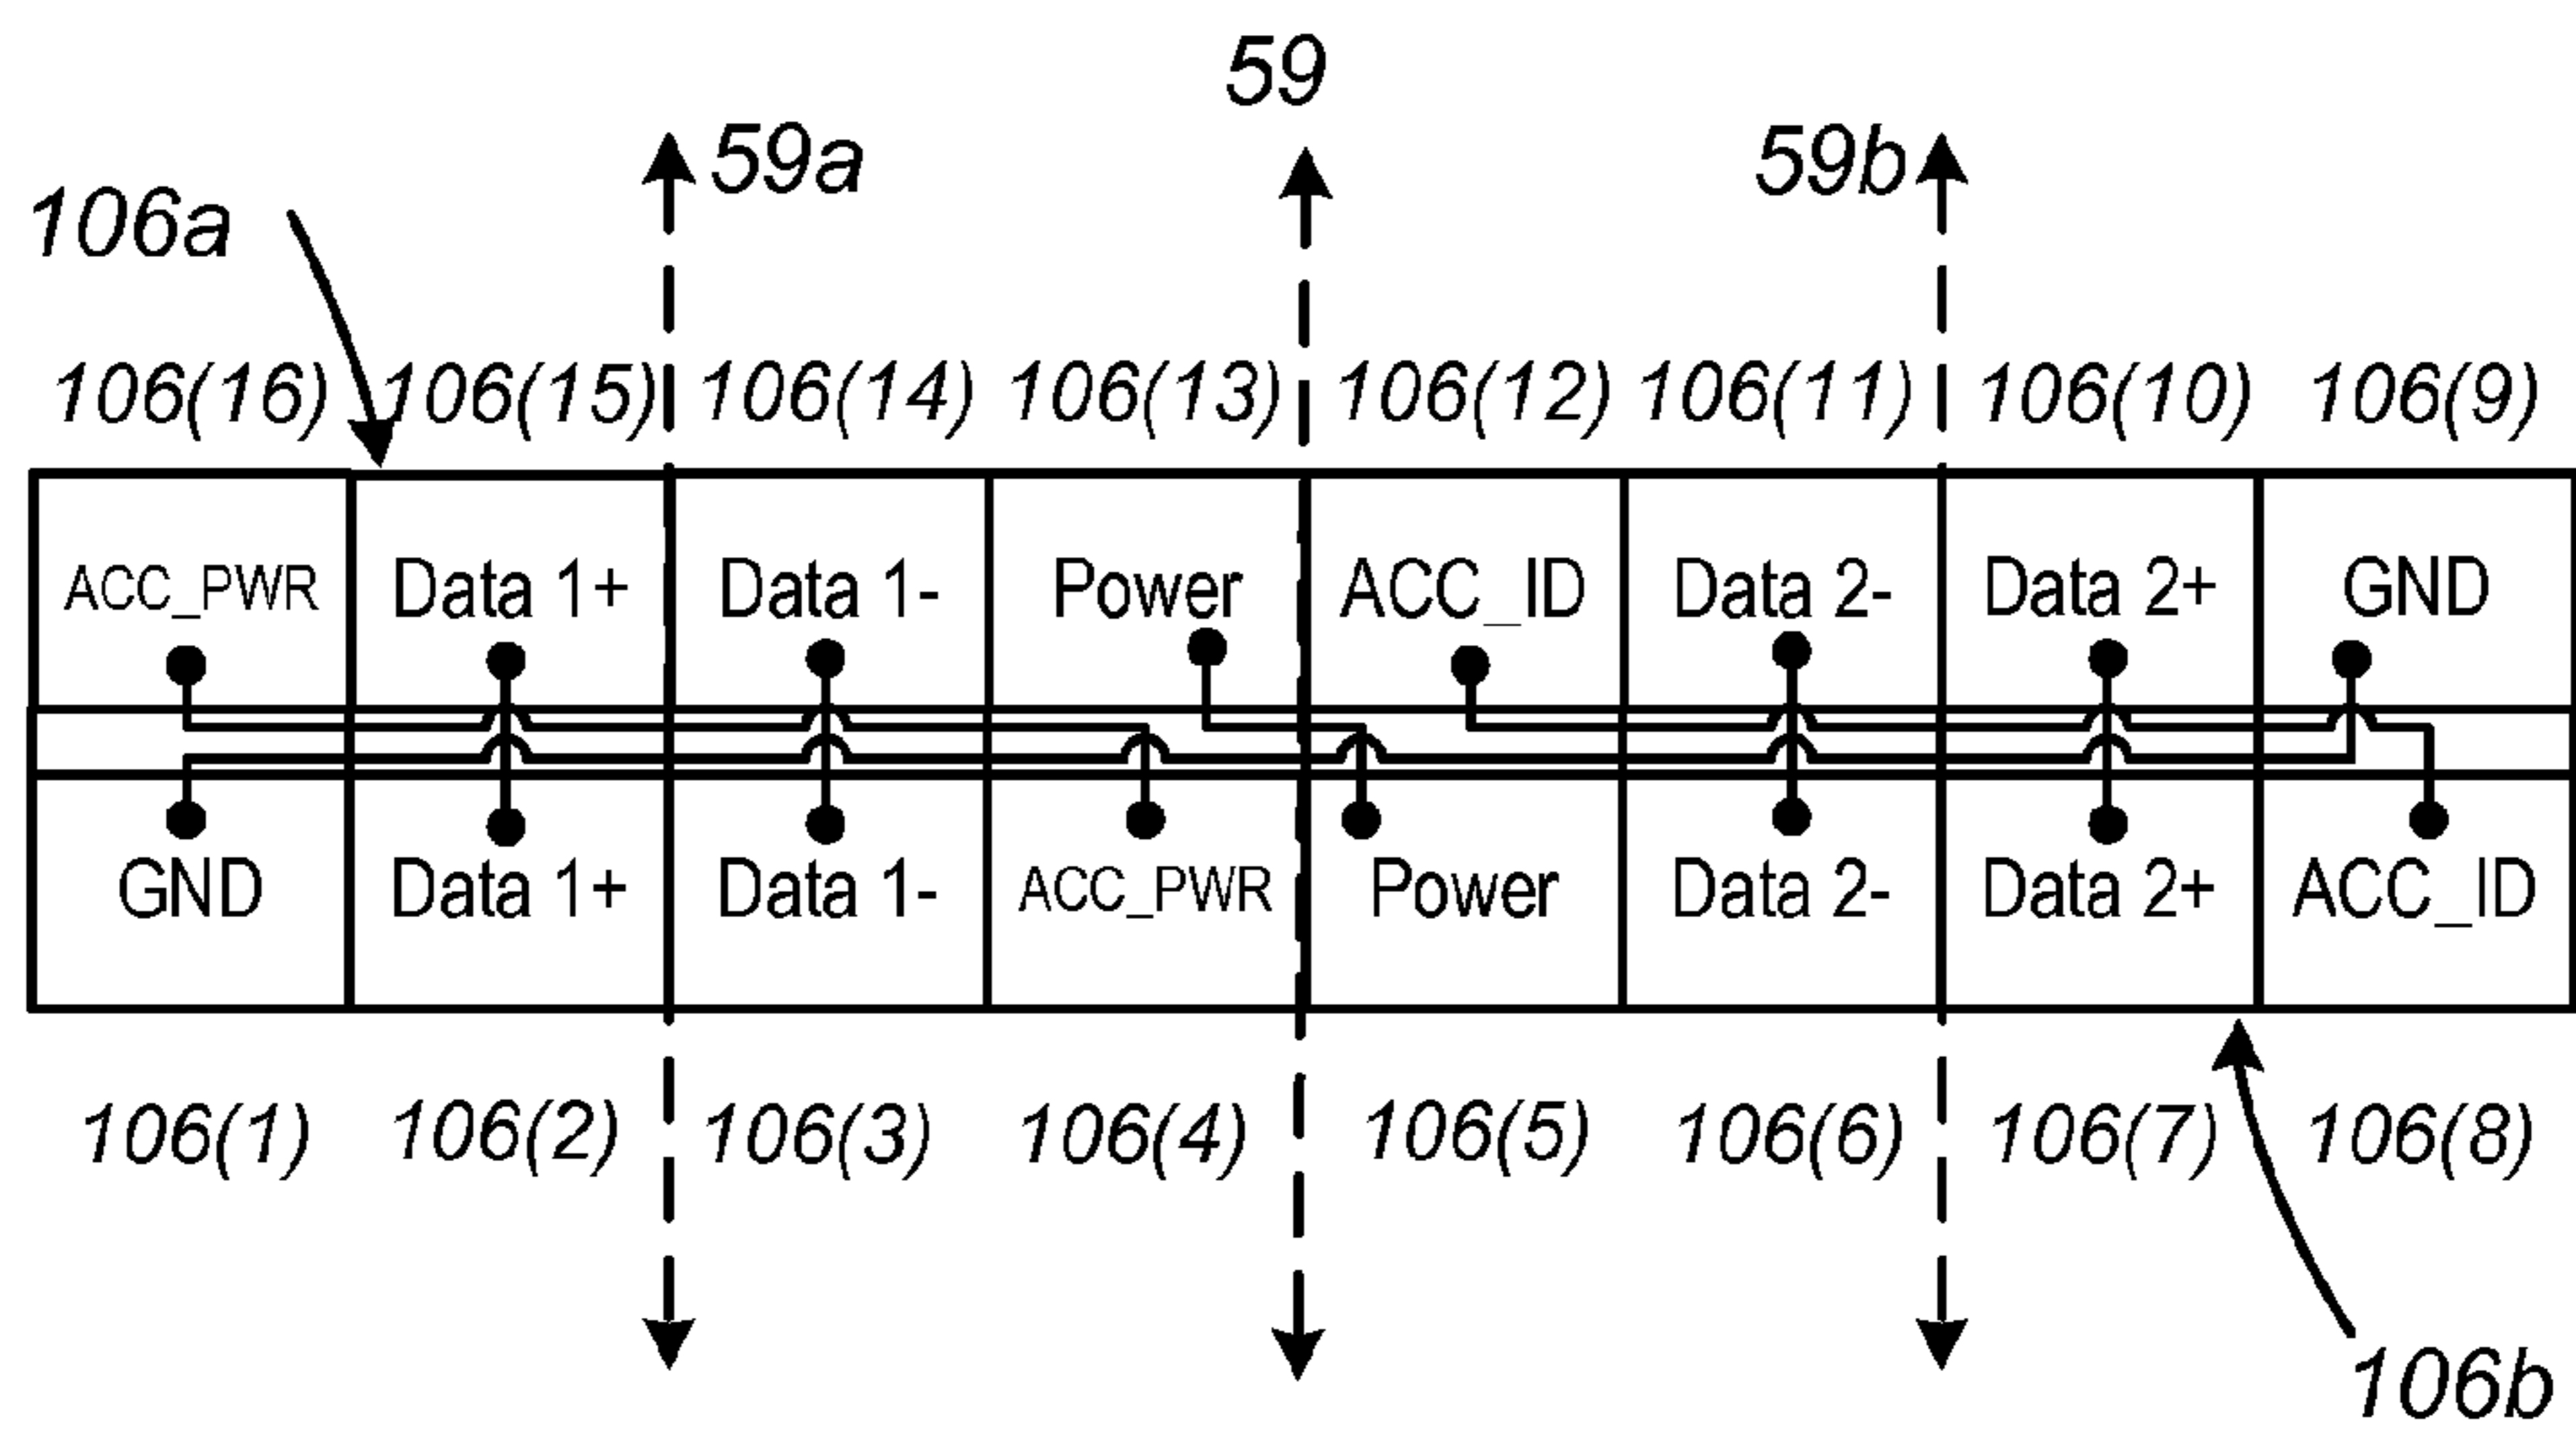 59
59a
59b
106a
106(16) 106(15) 106(14) 106(13) 106(12) 106(11) 106(10) 106(9)
ACC_PWR Data 1+ Data 1- Power ACC_ID Data 2- Data 2+ GND
GND Data 1+ Data 1- ACC_PWR Power Data 2- Data 2+ ACC_ID
106(1) 106(2) 106(3) 106(4) 106(5) 106(6) 106(7) 106(8)
106b